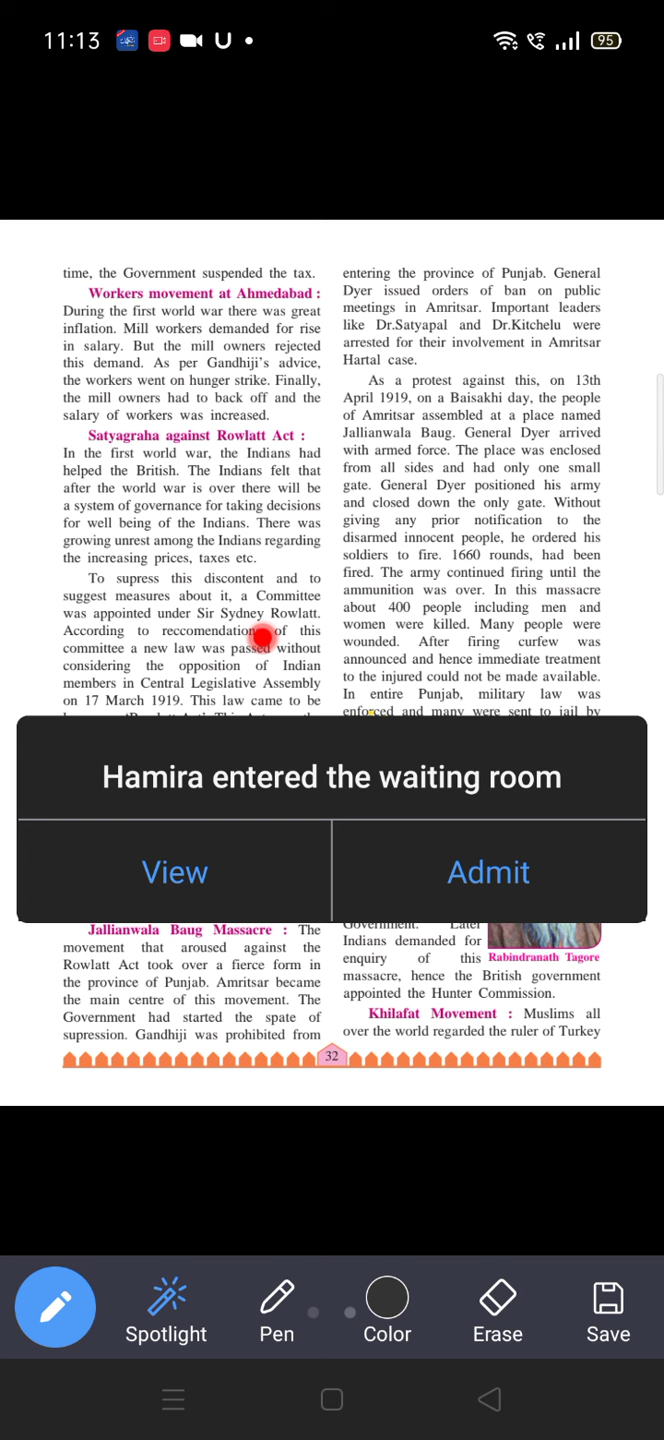 11:13
95
time, the Government suspended the tax.
Workers movement at Ahmedabad :
During the first world war there was great
inflation. Mill workers demanded for rise
in salary. But the mill owners rejected
this demand. As per Gandhiji's advice,
the workers went on hunger strike. Finally,
the mill owners had to back off and the
salary of workers was increased.
Satyagraha against Rowlatt Act :
In the first world war, the Indians had
helped the British. The Indians felt that
after the world war is over there will be
a system of governance for taking decisions
for well being of the Indians. There was
growing unrest among the Indians regarding
the increasing prices, taxes etc.
To supress this discontent and to
suggest measures about it, a Committee
was appointed under Sir Sydney Rowlatt.
According to reccomendation of this
committee a new law was passed without
considering the opposition of Indian
members in Central Legislative Assembly
on 17 March 1919. This law came to be
Jallianwala Baug Massacre : The
movement that aroused against the
Rowlatt Act took over a fierce form in
the province of Punjab. Amritsar became
the main centre of this movement. The
Government had started the spate of
supression. Gandhiji was prohibited from
entering the province of Punjab. General
Dyer issued orders of ban on public
meetings in Amritsar. Important leaders
like Dr.Satyapal and Dr.Kitchelu were
arrested for their involvement in Amritsar
Hartal case.
As a protest against this, on 13th
April 1919, on a Baisakhi day, the people
of Amritsar assembled at a place named
Jallianwala Baug. General Dyer arrived
with armed force. The place was enclosed
from all sides and had only one small
gate. General Dyer positioned his army
and closed down the only gate. Without
giving any prior notification to the
disarmed innocent people, he ordered his
soldiers to fire. 1660 rounds, had been
fired. The army continued firing until the
ammunition was over. In this massacre
about 400 people including men and
women were killed. Many people were
wounded. After firing curfew was
announced and hence immediate treatment
to the injured could not be made available.
In entire Punjab, military law was
enforced and many were sent to jail by
Government. Later
Indians demanded for
enquiry of this
Rabindranath Tagore
massacre, hence the British government
appointed the Hunter Commission.
Khilafat Movement : Muslims all
over the world regarded the ruler of Turkey
32
Hamira entered the waiting room
View
Admit
Spotlight
Pen
Color
Erase
Save